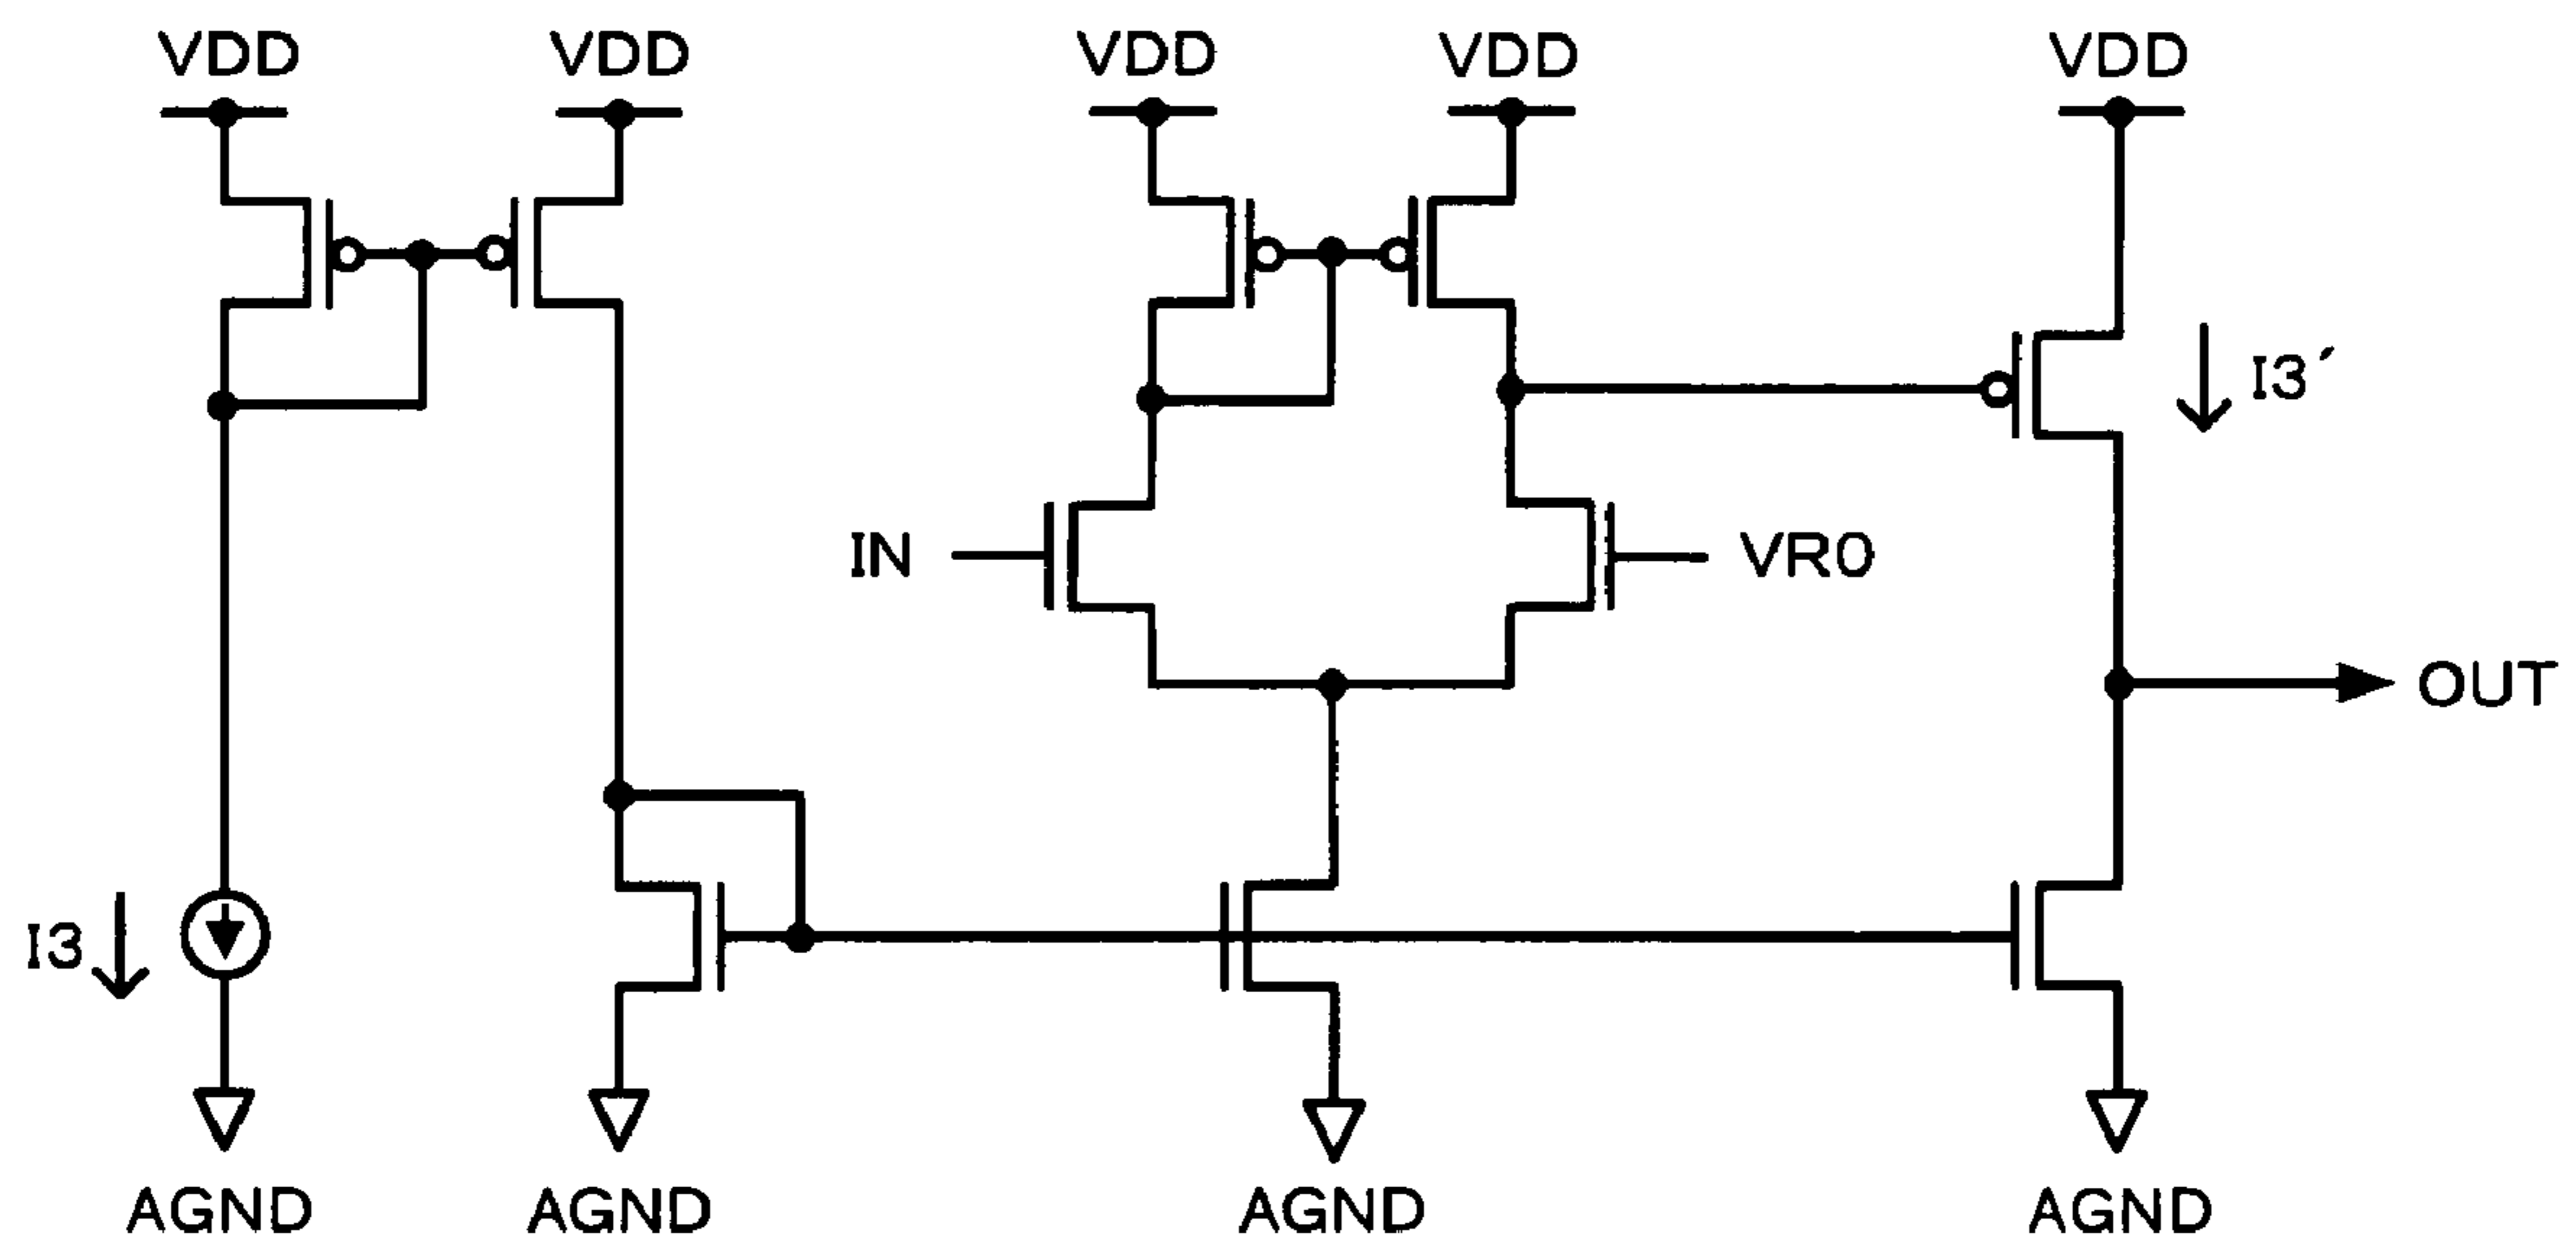 VDD
VDD
VDD
VDD
VDD
I3´
IN
VR0
OUT
I3
AGND
AGND
AGND
AGND